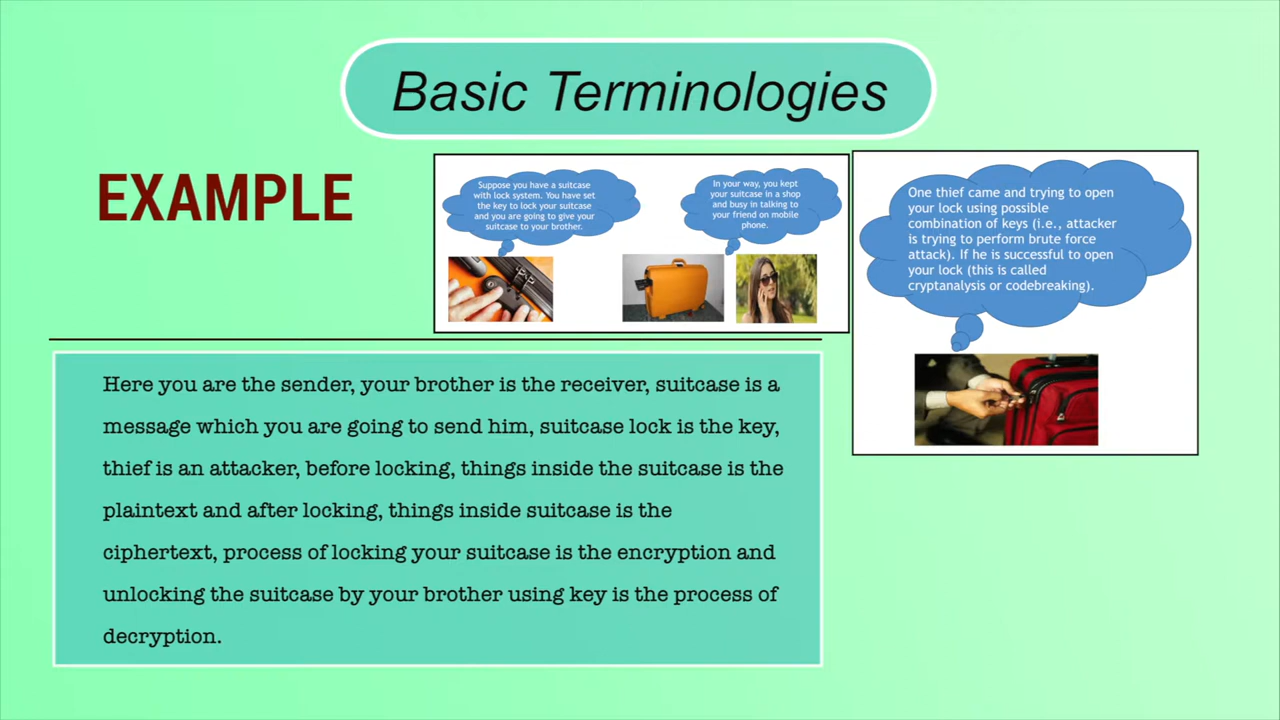 Basic Terminologies
EXAMPLE
Suppose you have a suitcase
with lock system. You have set
the key to lock your suitcase
and you are going to give your
suitcase to your brother.
In your way, you kept
your suitcase in a shop
and busy in talking to
your friend on mobile
phone.
One thief came and trying to open
your lock using possible
combination of keys (i.e., attacker
is trying to perform brute force
attack). If he is successful to open
your lock (this is called
cryptanalysis or codebreaking).
Here you are the sender, your brother is the receiver, suitcase is a
message which you are going to send him, suitcase lock is the key,
thief is an attacker, before locking, things inside the suitcase is the
plaintext and after locking, things inside suitcase is the
ciphertext, process of locking your suitcase is the encryption and
unlocking the suitcase by your brother using key is the process of
decryption.